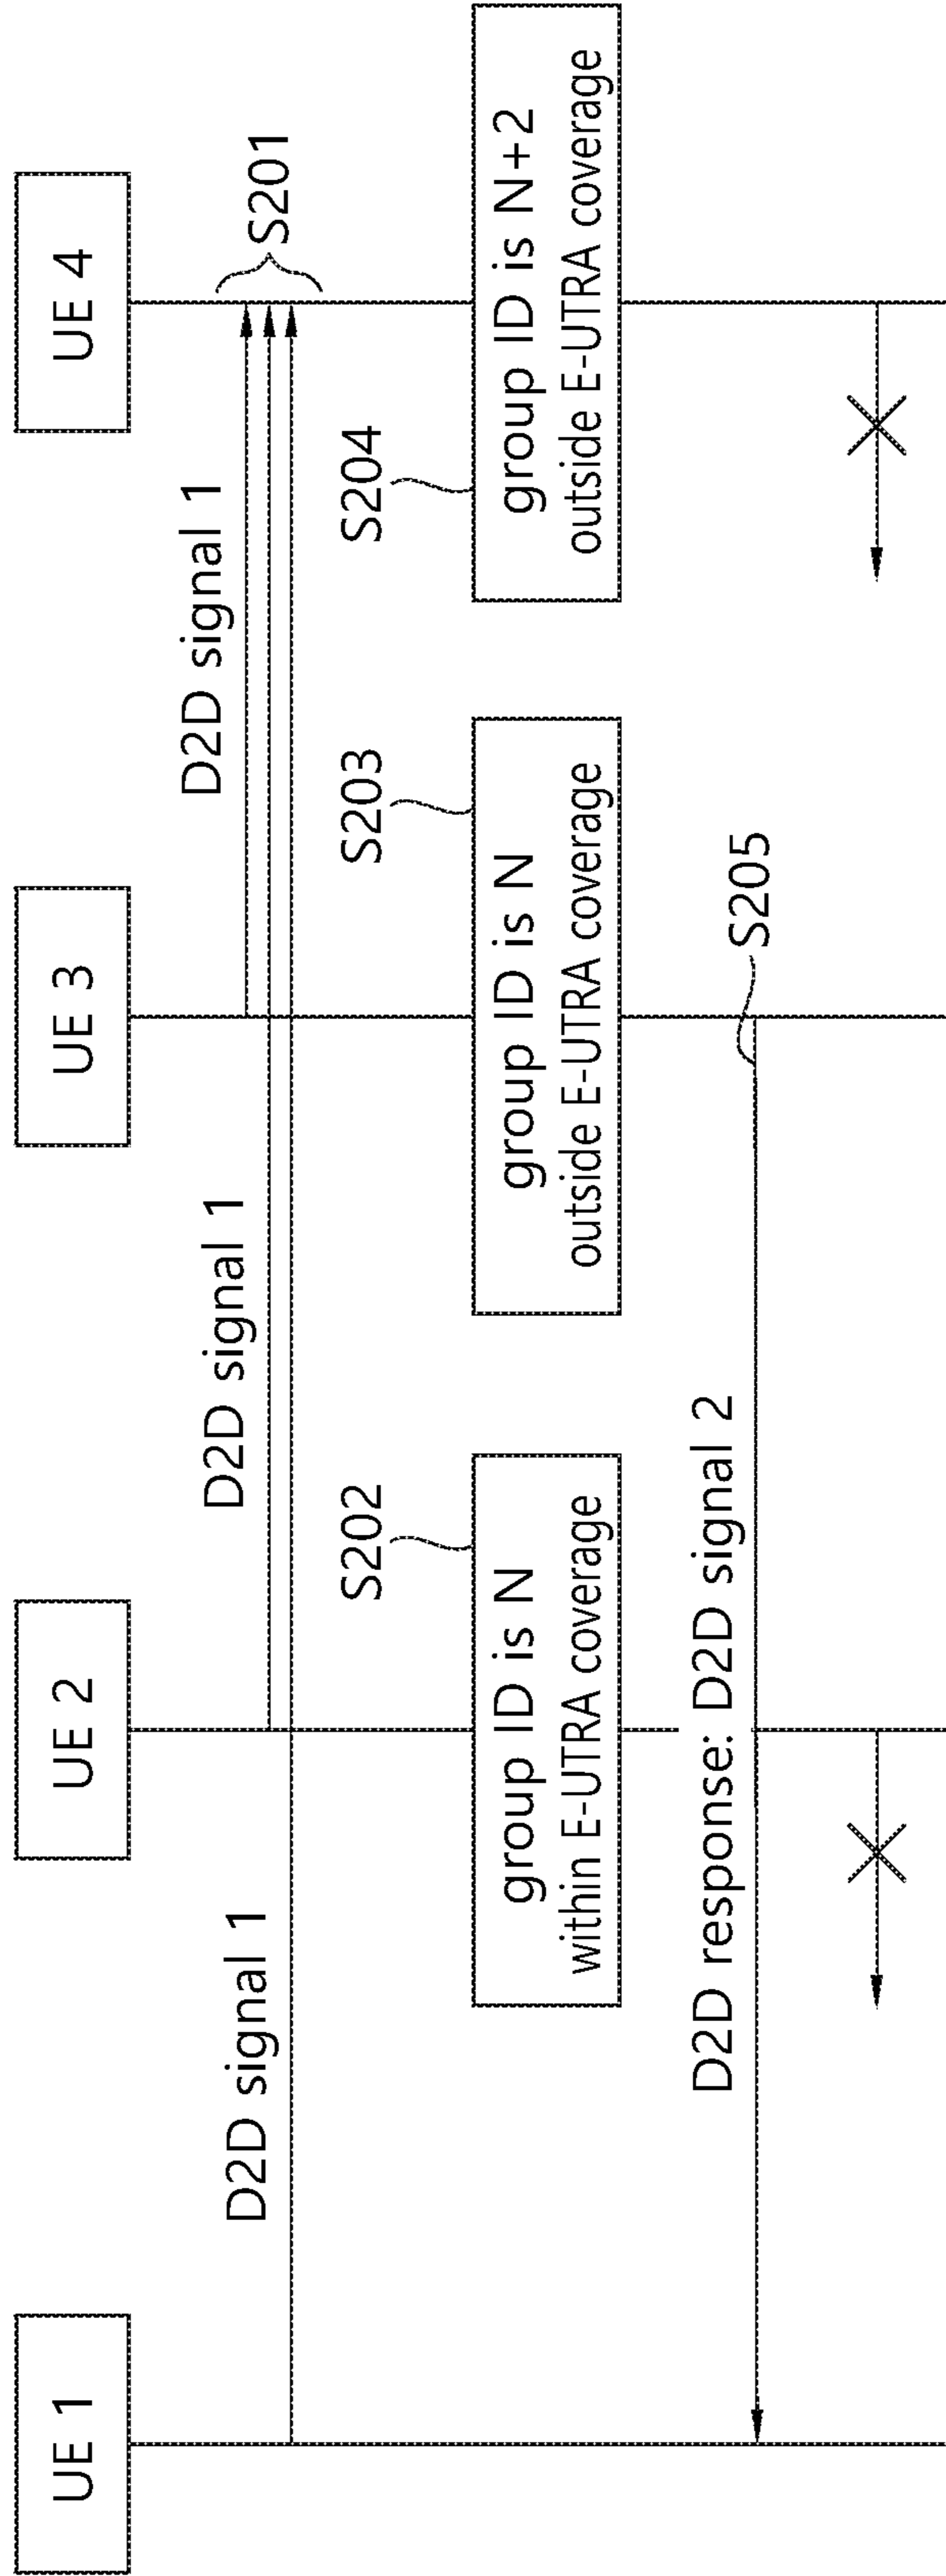 UE 1
UE 2
UE 3
UE 4
D2D signal 1
D2D signal 1
D2D signal 1
S201
S202
S203
S204
group ID is N
within E-UTRA coverage
group ID is N
outside E-UTRA coverage
group ID is N+2
outside E-UTRA coverage
D2D response: D2D signal 2
S205